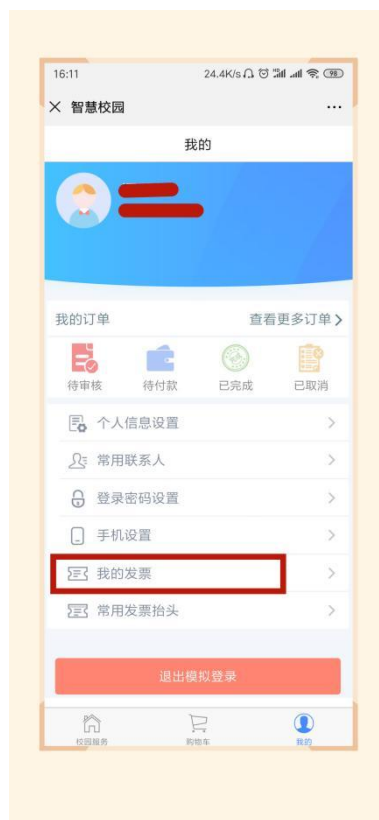 16:11 24.4K/s 98
智慧校园
我的
我的订单 查看更多订单
待审核 待付款 已完成 已取消
个人信息设置
常用联系人
登录密码设置
手机设置
我的发票
常用发票抬头
退出模拟登录
校园服务 购物车 我的